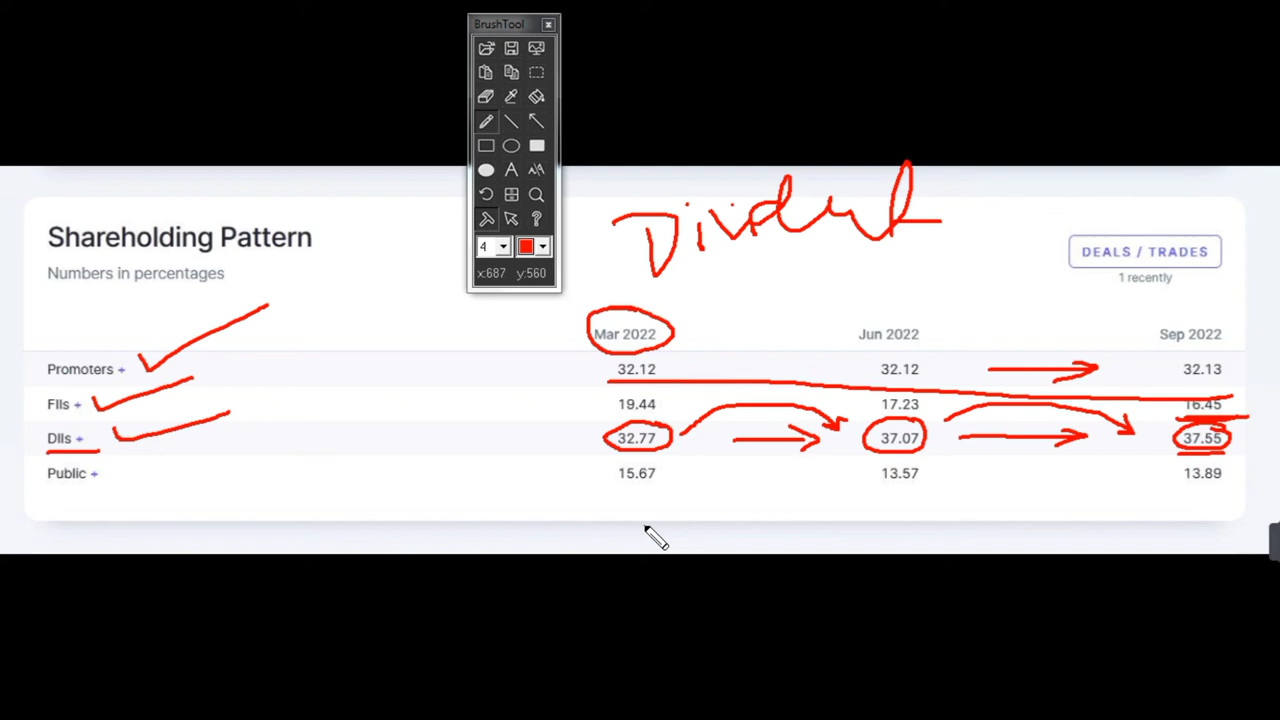 BrushTool
4
x:687 y:560
Dividend
Shareholding Pattern
Numbers in percentages
DEALS / TRADES
1 recently
Mar 2022 Jun 2022 Sep 2022
Promoters + 32.12 32.12 32.13
FIIs + 19.44 17.23 16.45
DIIs + 32.77 37.07 37.55
Public + 15.67 13.57 13.89